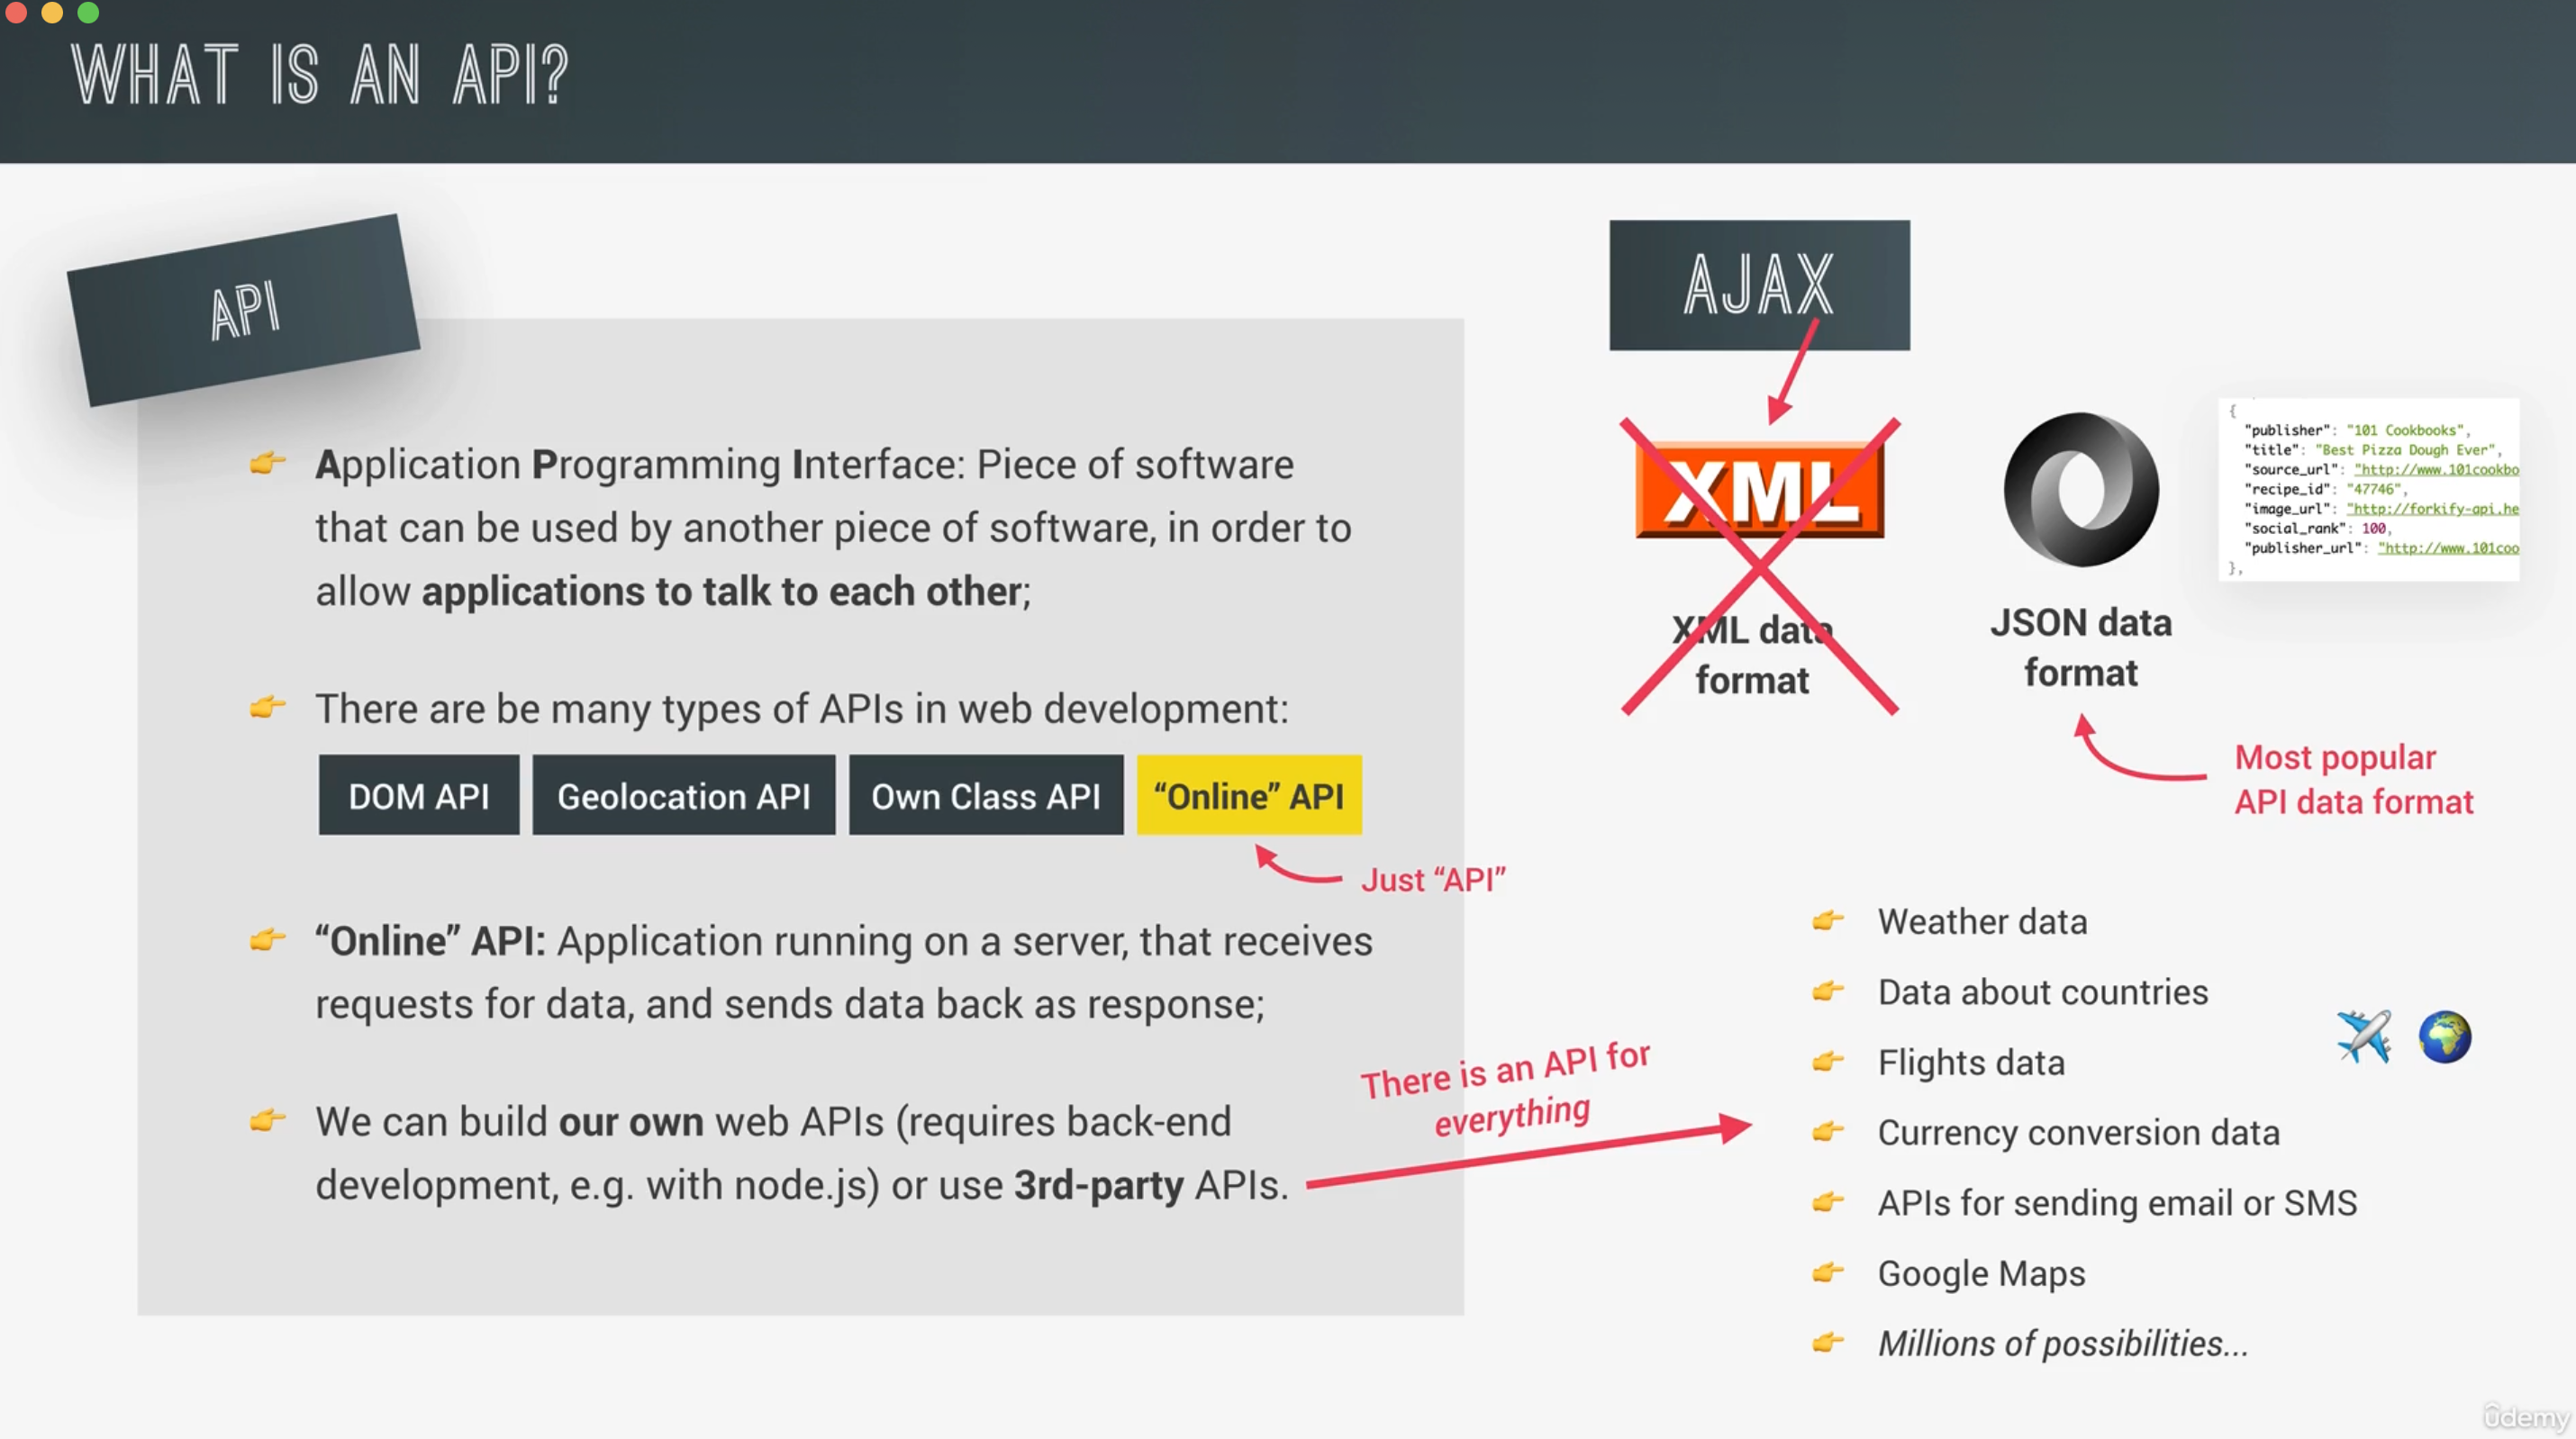 WHAT IS AN API?
API
Application Programming Interface: Piece of software
that can be used by another piece of software, in order to
allow applications to talk to each other;
There are be many types of APIs in web development:
DOM API
Geolocation API
Own Class API
“Online” API
Just “API”
“Online” API: Application running on a server, that receives
requests for data, and sends data back as response;
We can build our own web APIs (requires back-end
development, e.g. with node.js) or use 3rd-party APIs.
There is an API for
everything
AJAX
XML
XML data
format
JSON data
format
{
"publisher": "101 Cookbooks",
"title": "Best Pizza Dough Ever",
"source_url": "http://www.101cookbo
"recipe_id": "47746",
"image_url": "http://forkify-api.he
"social_rank": 100,
"publisher_url": "http://www.101coo
},
Most popular
API data format
Weather data
Data about countries
Flights data
Currency conversion data
APIs for sending email or SMS
Google Maps
Millions of possibilities...
ûdemy